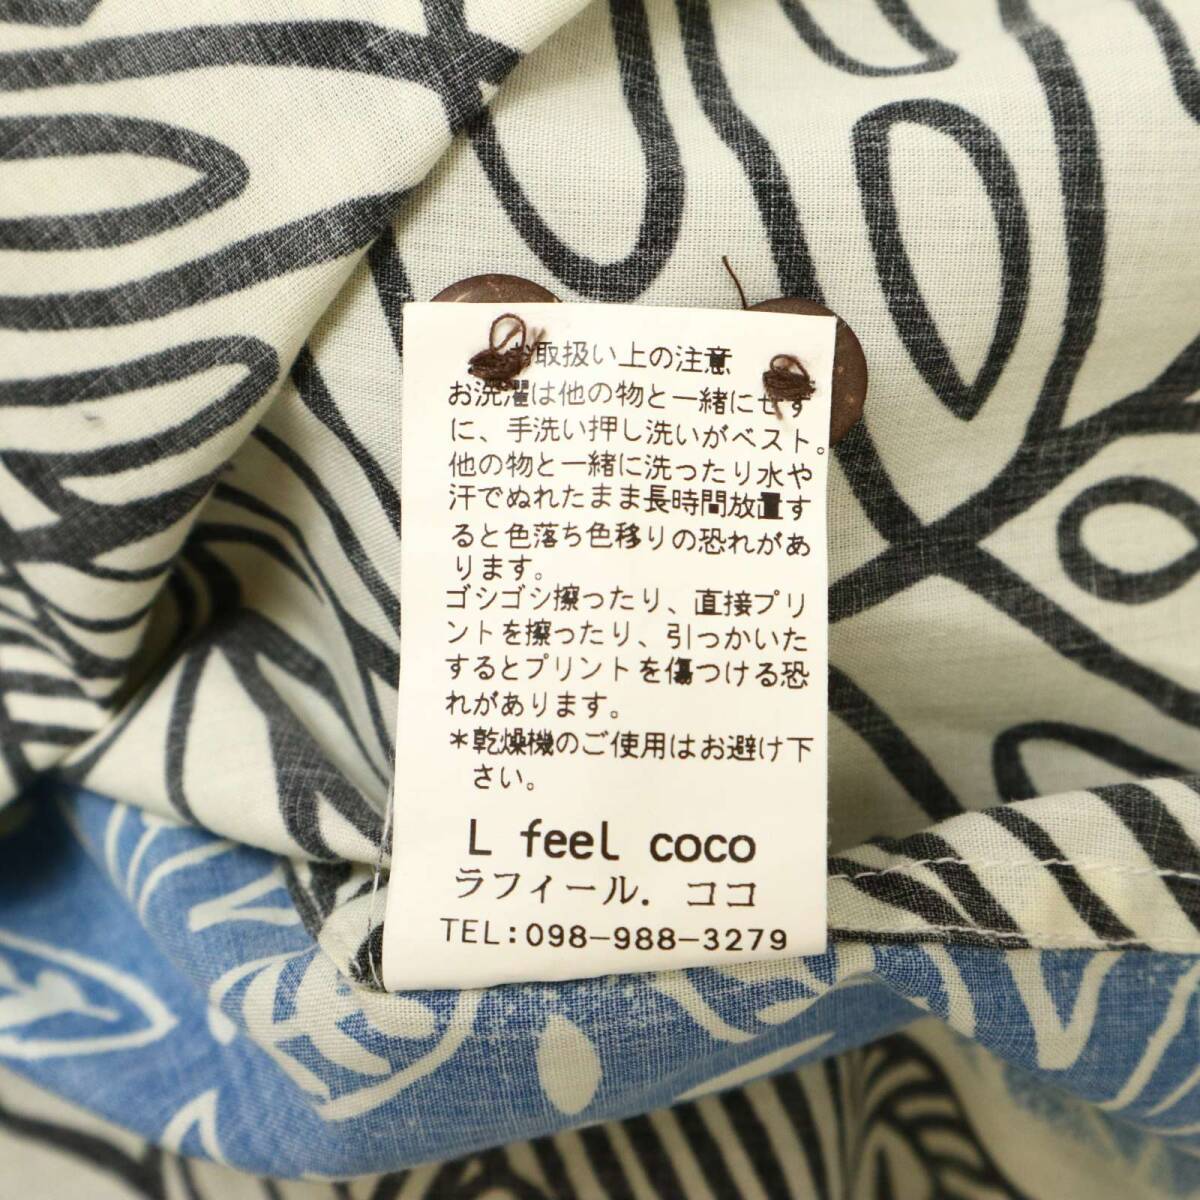 お取扱い上の注意
お洗濯は他の物と一緒にせず
に、手洗い押し洗いがベスト。
他の物と一緒に洗ったり水や
汗でぬれたまま長時間放置す
ると色落ち色移りの恐れがあ
ります。
ゴシゴシ擦ったり、直接プリ
ントを擦ったり、引っかいた
するとプリントを傷つける恐
れがあります。
*乾燥機のご使用はお避け下
さい。
L feel coco
ラフィール. ココ
TEL:098-988-3279